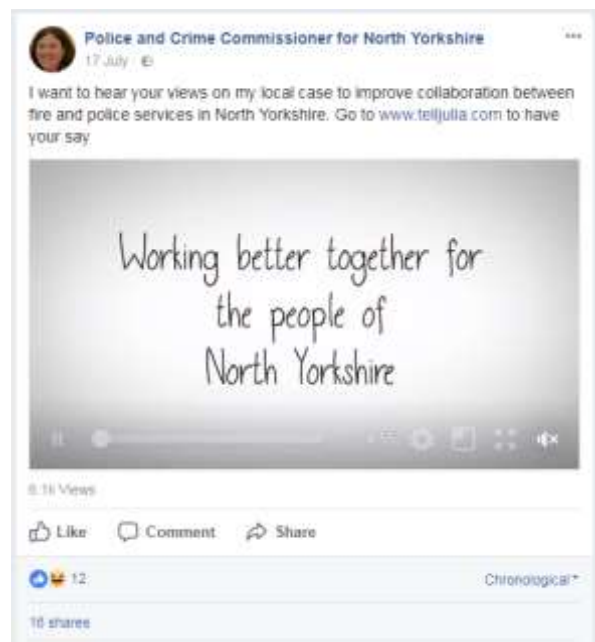 Police and Crime Commissioner for North Yorkshire
17 July
I want to hear your views on my local case to improve collaboration between
fire and police services in North Yorkshire. Go to www.telljulia.com to have
your say
Working better together for
the people of
North Yorkshire
Views
Like Comment Share
12 Chronological
16 shares